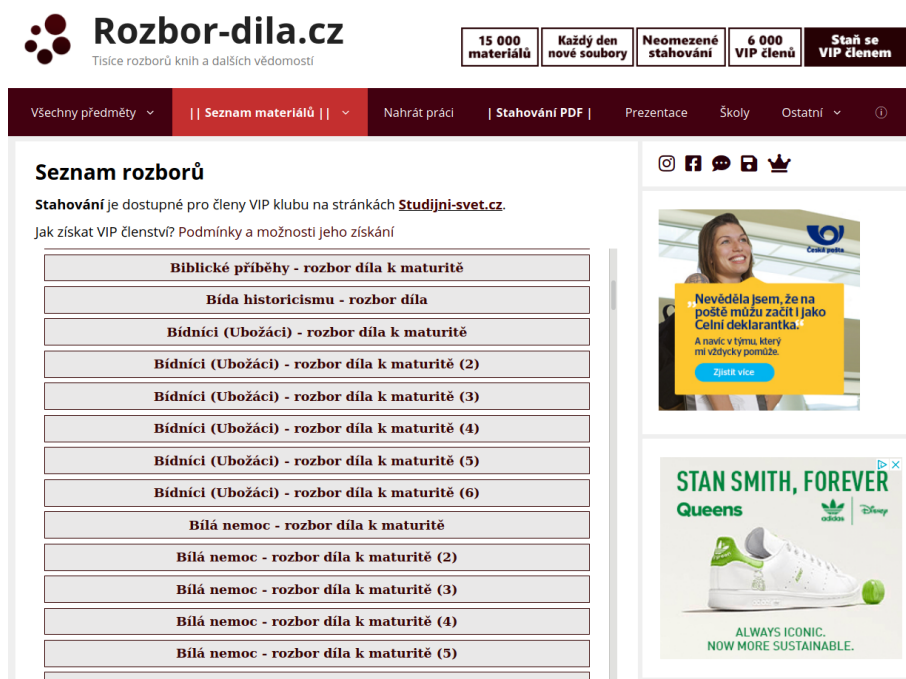 Rozbor-dila.cz
Tisíce rozborů knih a dalších vědomostí
15 000
materiálů
Každý den
nové soubory
Neomezené
stahování
6 000
VIP členů
Staň se
VIP členem
Všechny předměty
|| Seznam materiálů ||
Nahrát práci
| Stahování PDF |
Prezentace
Školy
Ostatní
Seznam rozborů
Stahování je dostupné pro členy VIP klubu na stránkách Studijni-svet.cz.
Jak získat VIP členství? Podmínky a možnosti jeho získání
Biblické příběhy - rozbor díla k maturitě
Bída historicismu - rozbor díla
Bídníci (Ubožáci) - rozbor díla k maturitě
Bídníci (Ubožáci) - rozbor díla k maturitě (2)
Bídníci (Ubožáci) - rozbor díla k maturitě (3)
Bídníci (Ubožáci) - rozbor díla k maturitě (4)
Bídníci (Ubožáci) - rozbor díla k maturitě (5)
Bídníci (Ubožáci) - rozbor díla k maturitě (6)
Bílá nemoc - rozbor díla k maturitě
Bílá nemoc - rozbor díla k maturitě (2)
Bílá nemoc - rozbor díla k maturitě (3)
Bílá nemoc - rozbor díla k maturitě (4)
Bílá nemoc - rozbor díla k maturitě (5)
Česká pošta
„Nevěděla jsem, že na
poště můžu začít i jako
Celní deklarantka.“
A navíc v týmu, který
mi vždycky pomůže.
Zjistit více
STAN SMITH, FOREVER
Queens
adidas
Disney
ALWAYS ICONIC.
NOW MORE SUSTAINABLE.